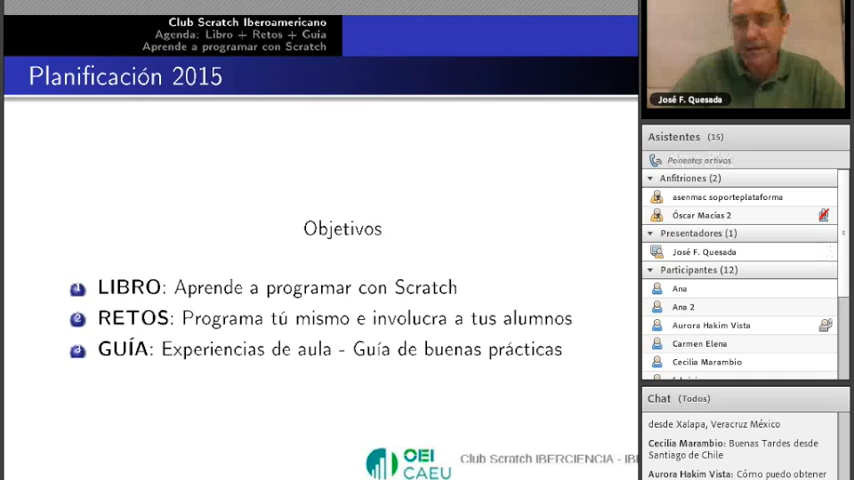 Club Scratch Iberoamericano
Agenda: Libro + Retos + Guía
Aprende a programar con Scratch
Planificación 2015
Objetivos
1 LIBRO: Aprende a programar con Scratch
2 RETOS: Programa tú mismo e involucra a tus alumnos
3 GUÍA: Experiencias de aula - Guía de buenas prácticas
OEI
CAEU
Club Scratch IBERCIENCIA - IBE
José F. Quesada
Asistentes (15)
Ponentes activos
Anfitriones (2)
asenmac soporteplataforma
Óscar Macías 2
Presentadores (1)
José F. Quesada
Participantes (12)
Ana
Ana 2
Aurora Hakim Vista
Carmen Elena
Cecilia Marambio
Chat (Todos)
desde Xalapa, Veracruz México
Cecilia Marambio: Buenas Tardes desde
Santiago de Chile
Aurora Hakim Vista: Cómo puedo obtener